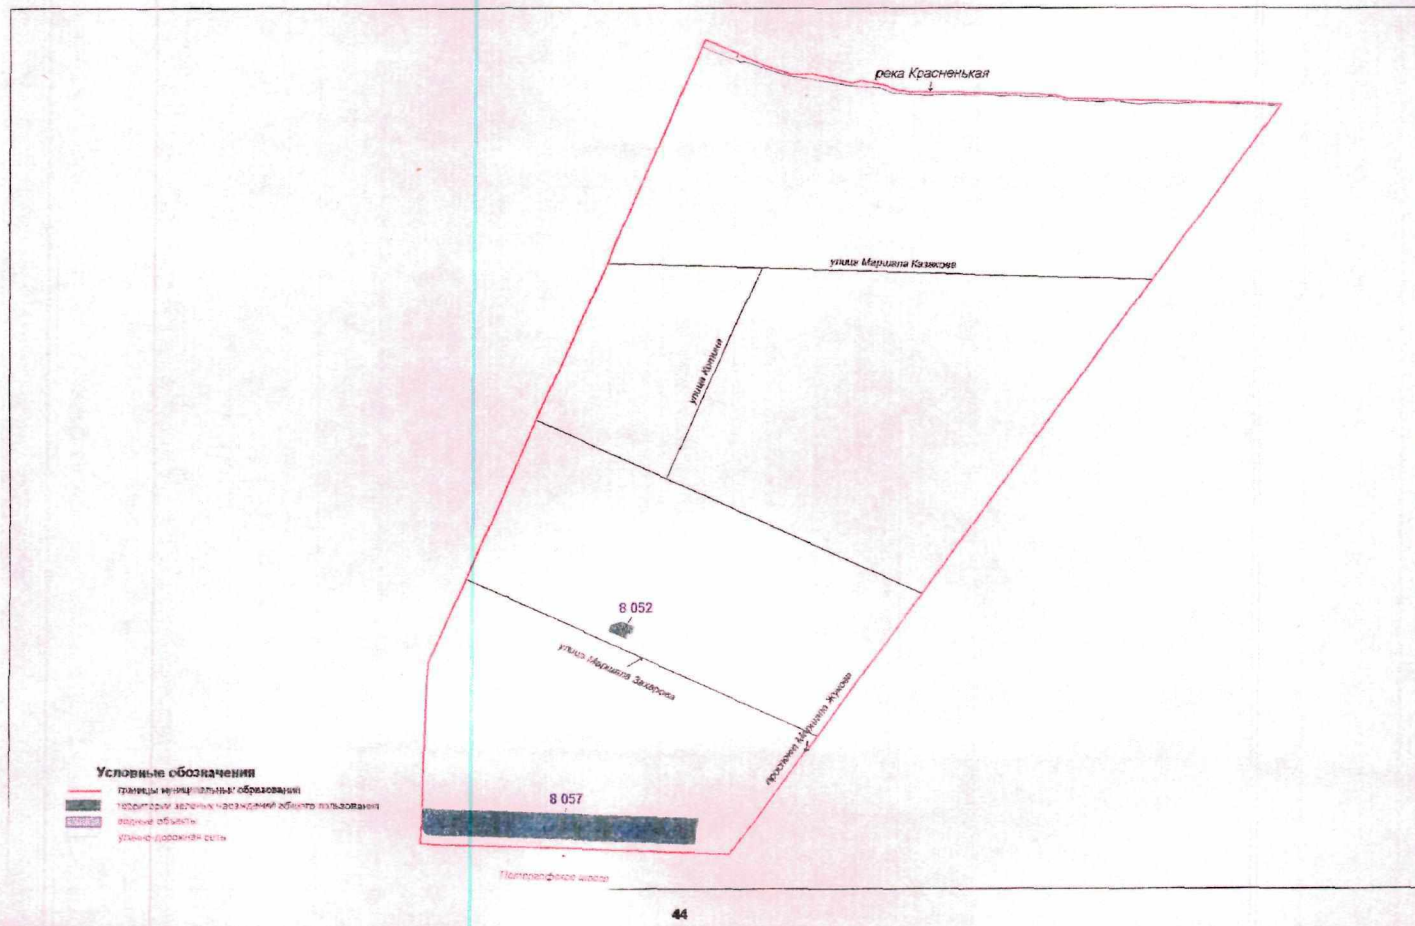 река Красненькая
улица Маршала Казакова
улица Котина
8 052
улица Маршала Захарова
проспект Маршала Жукова
Условные обозначения
границы муниципальных образований
территории зеленых насаждений общего пользования
водные объекты
улично-дорожная сеть
8 057
Петергофское шоссе
44